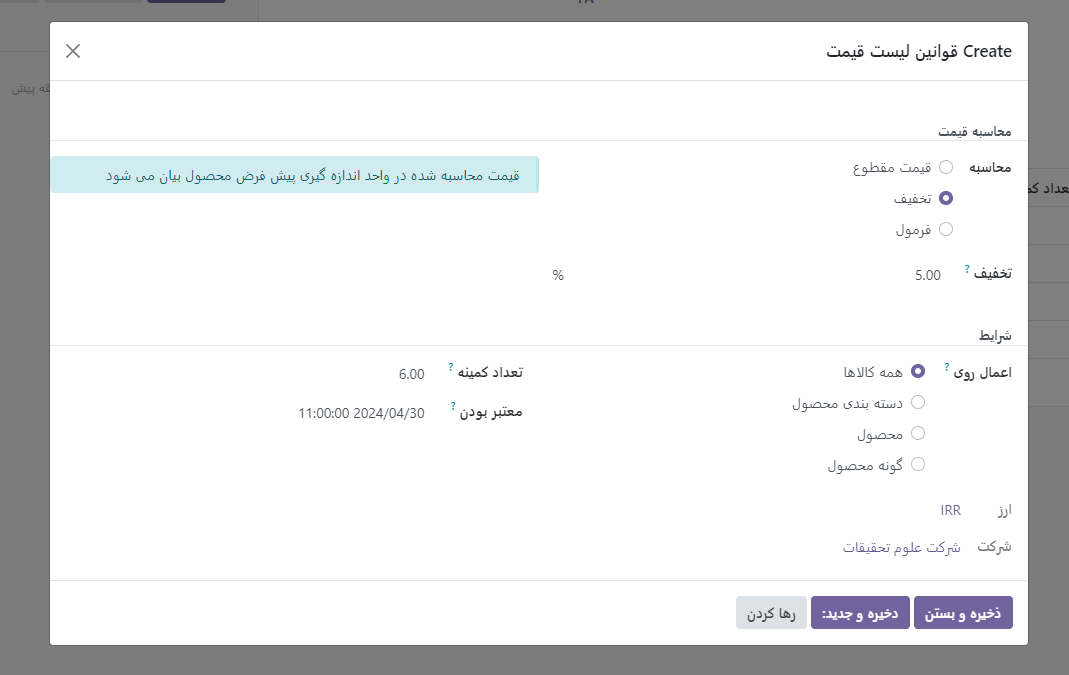 Create قوانین لیست قیمت
قه پیش
محاسبه قیمت
محاسبه
قیمت مقطوع
قیمت محاسبه شده در واحد اندازه گیری پیش فرض محصول بیان می شود
تخفیف
فرمول
تخفیف ?
5.00
%
شرایط
اعمال روی ?
همه کالاها
دسته بندی محصول
محصول
گونه محصول
تعداد کمینه ?
6.00
معتبر بودن ?
2024/04/30 11:00:00
ارز
IRR
شرکت
شرکت علوم تحقیقات
ذخیره و بستن
دخیره و جدید:
رها کردن